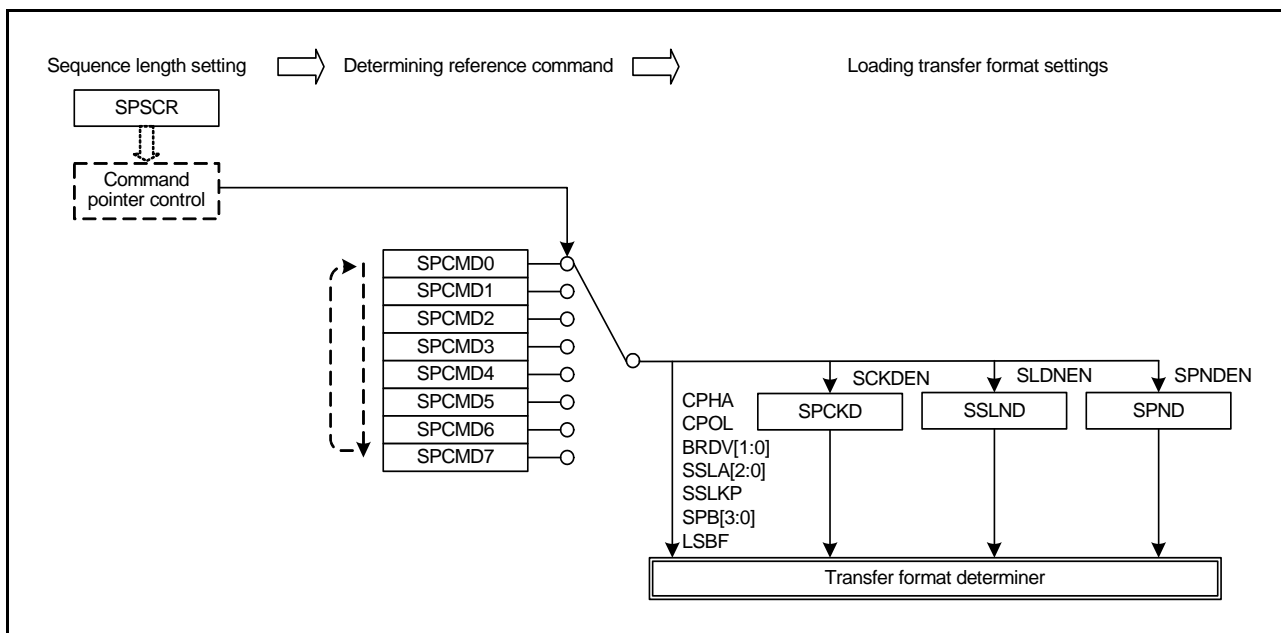 Sequence length setting
Determining reference command
Loading transfer format settings
SPSCR
Command
pointer control
SPCMD0
SPCMD1
SPCMD2
SPCMD3
SPCMD4
SPCMD5
SPCMD6
SPCMD7
CPHA
CPOL
BRDV[1:0]
SSLA[2:0]
SSLKP
SPB[3:0]
LSBF
SCKDEN
SPCKD
SLDNEN
SSLND
SPNDEN
SPND
Transfer format determiner